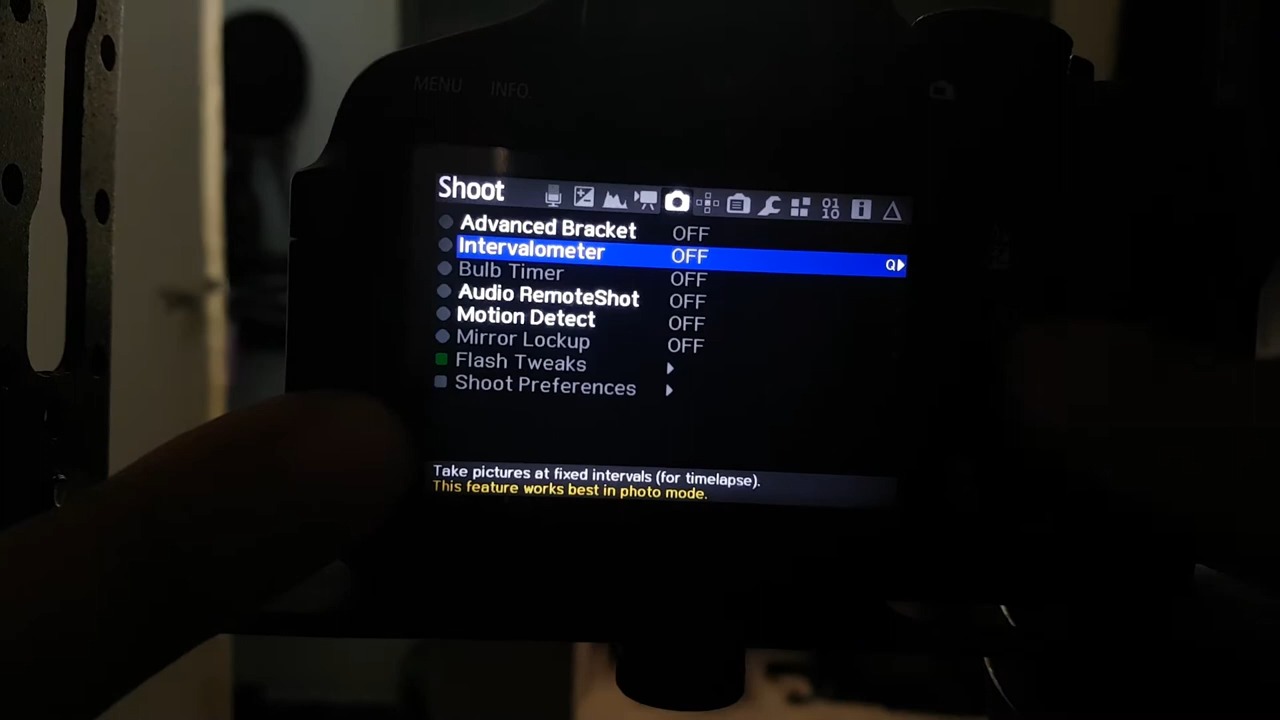 MENU INFO.
Shoot
Advanced Bracket OFF
Intervalometer OFF Q
Bulb Timer OFF
Audio RemoteShot OFF
Motion Detect OFF
Mirror Lockup OFF
Flash Tweaks
Shoot Preferences
Take pictures at fixed intervals (for timelapse).
This feature works best in photo mode.